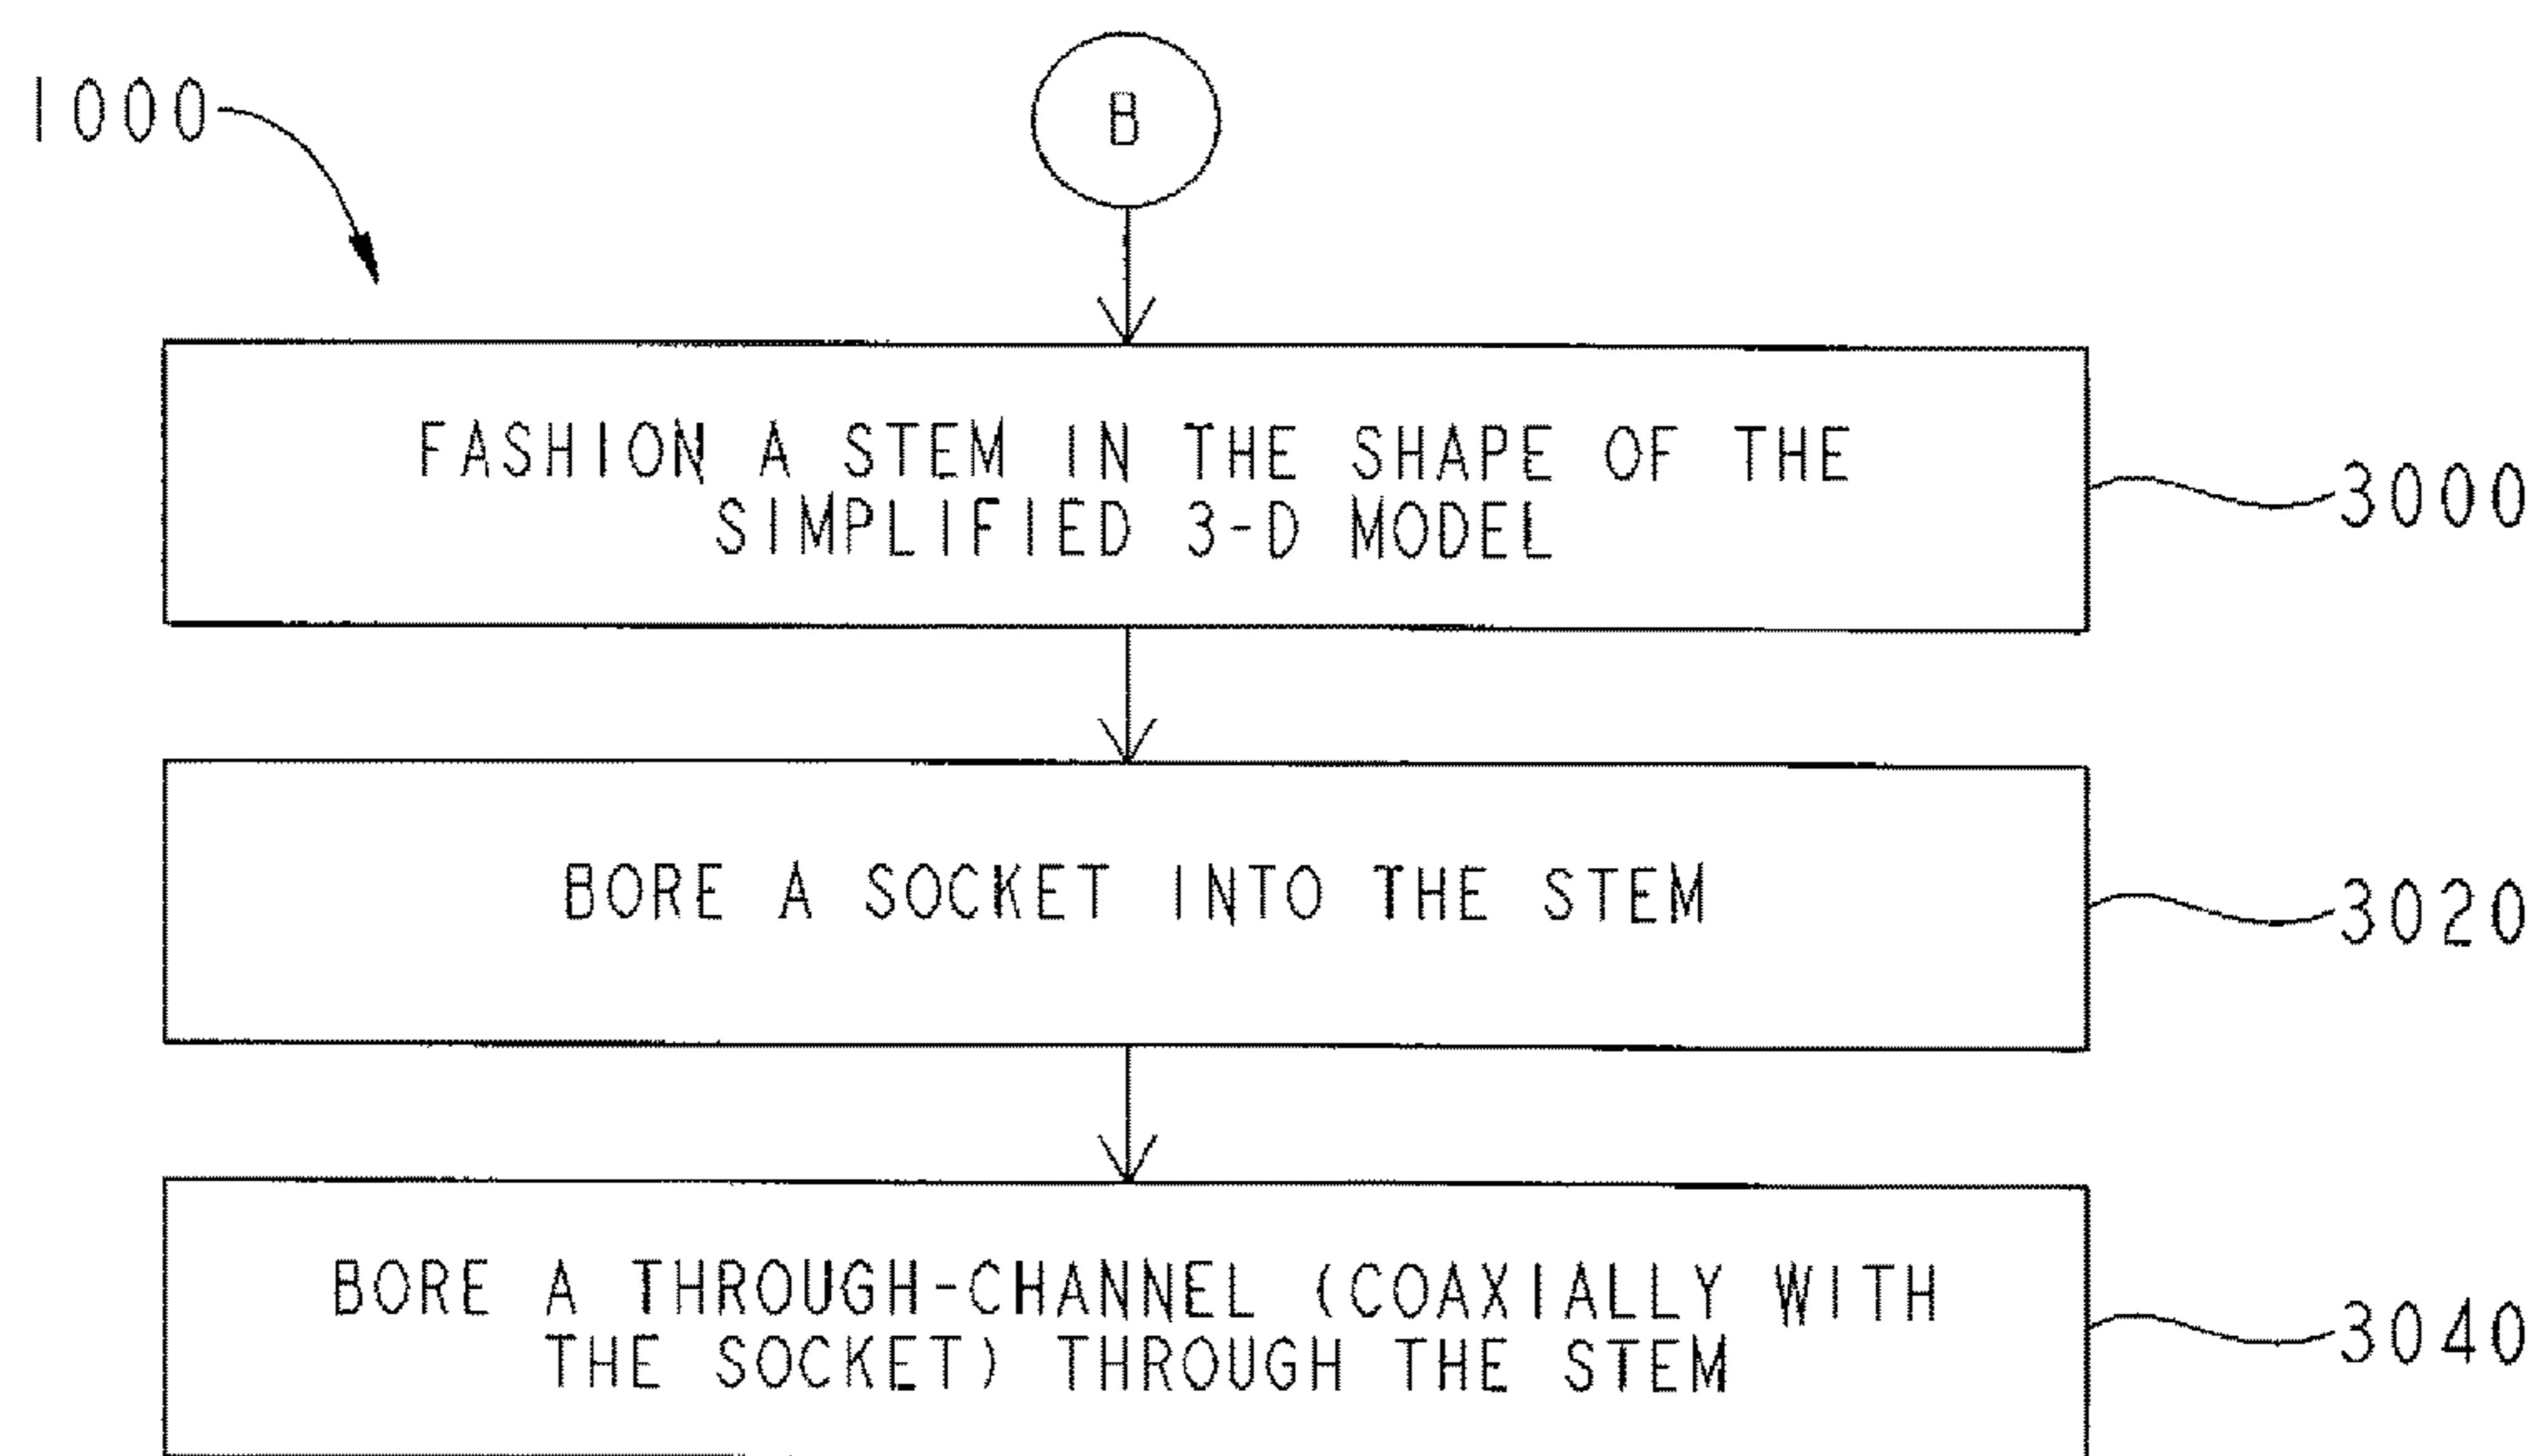 1000
B
FASHION A STEM IN THE SHAPE OF THE
SIMPLIFIED 3-D MODEL
3000
BORE A SOCKET INTO THE STEM
3020
BORE A THROUGH-CHANNEL (COAXIALLY WITH
THE SOCKET) THROUGH THE STEM
3040